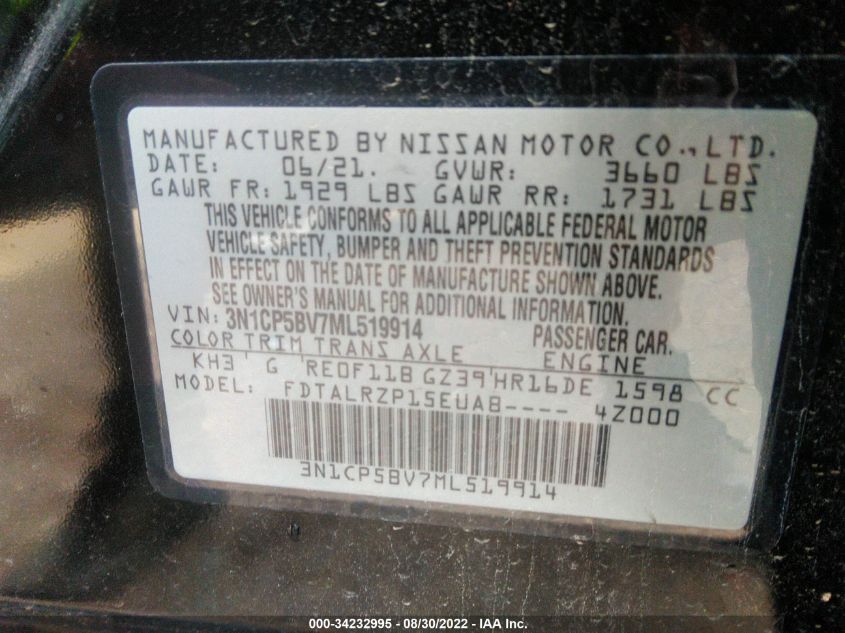 MANUFACTURED BY NISSAN MOTOR CO.,LTD.
DATE: 06/21. GVWR: 3660 LBS
GAWR FR: 1929 LBS GAWR RR: 1731 LBS
THIS VEHICLE CONFORMS TO ALL APPLICABLE FEDERAL MOTOR
VEHICLE SAFETY, BUMPER AND THEFT PREVENTION STANDARDS
IN EFFECT ON THE DATE OF MANUFACTURE SHOWN ABOVE.
SEE OWNER'S MANUAL FOR ADDITIONAL INFORMATION.
VIN: 3N1CP5BV7ML519914 PASSENGER CAR.
COLOR TRIM TRANS AXLE ENGINE
KH3 ' G 'RE0F11B GZ39'HR16DE 1598 CC
MODEL: FDTALRZP15EUA8---- 4Z000
3N1CP5BV7ML519914
000-34232995 - 08/30/2022 - IAA Inc.